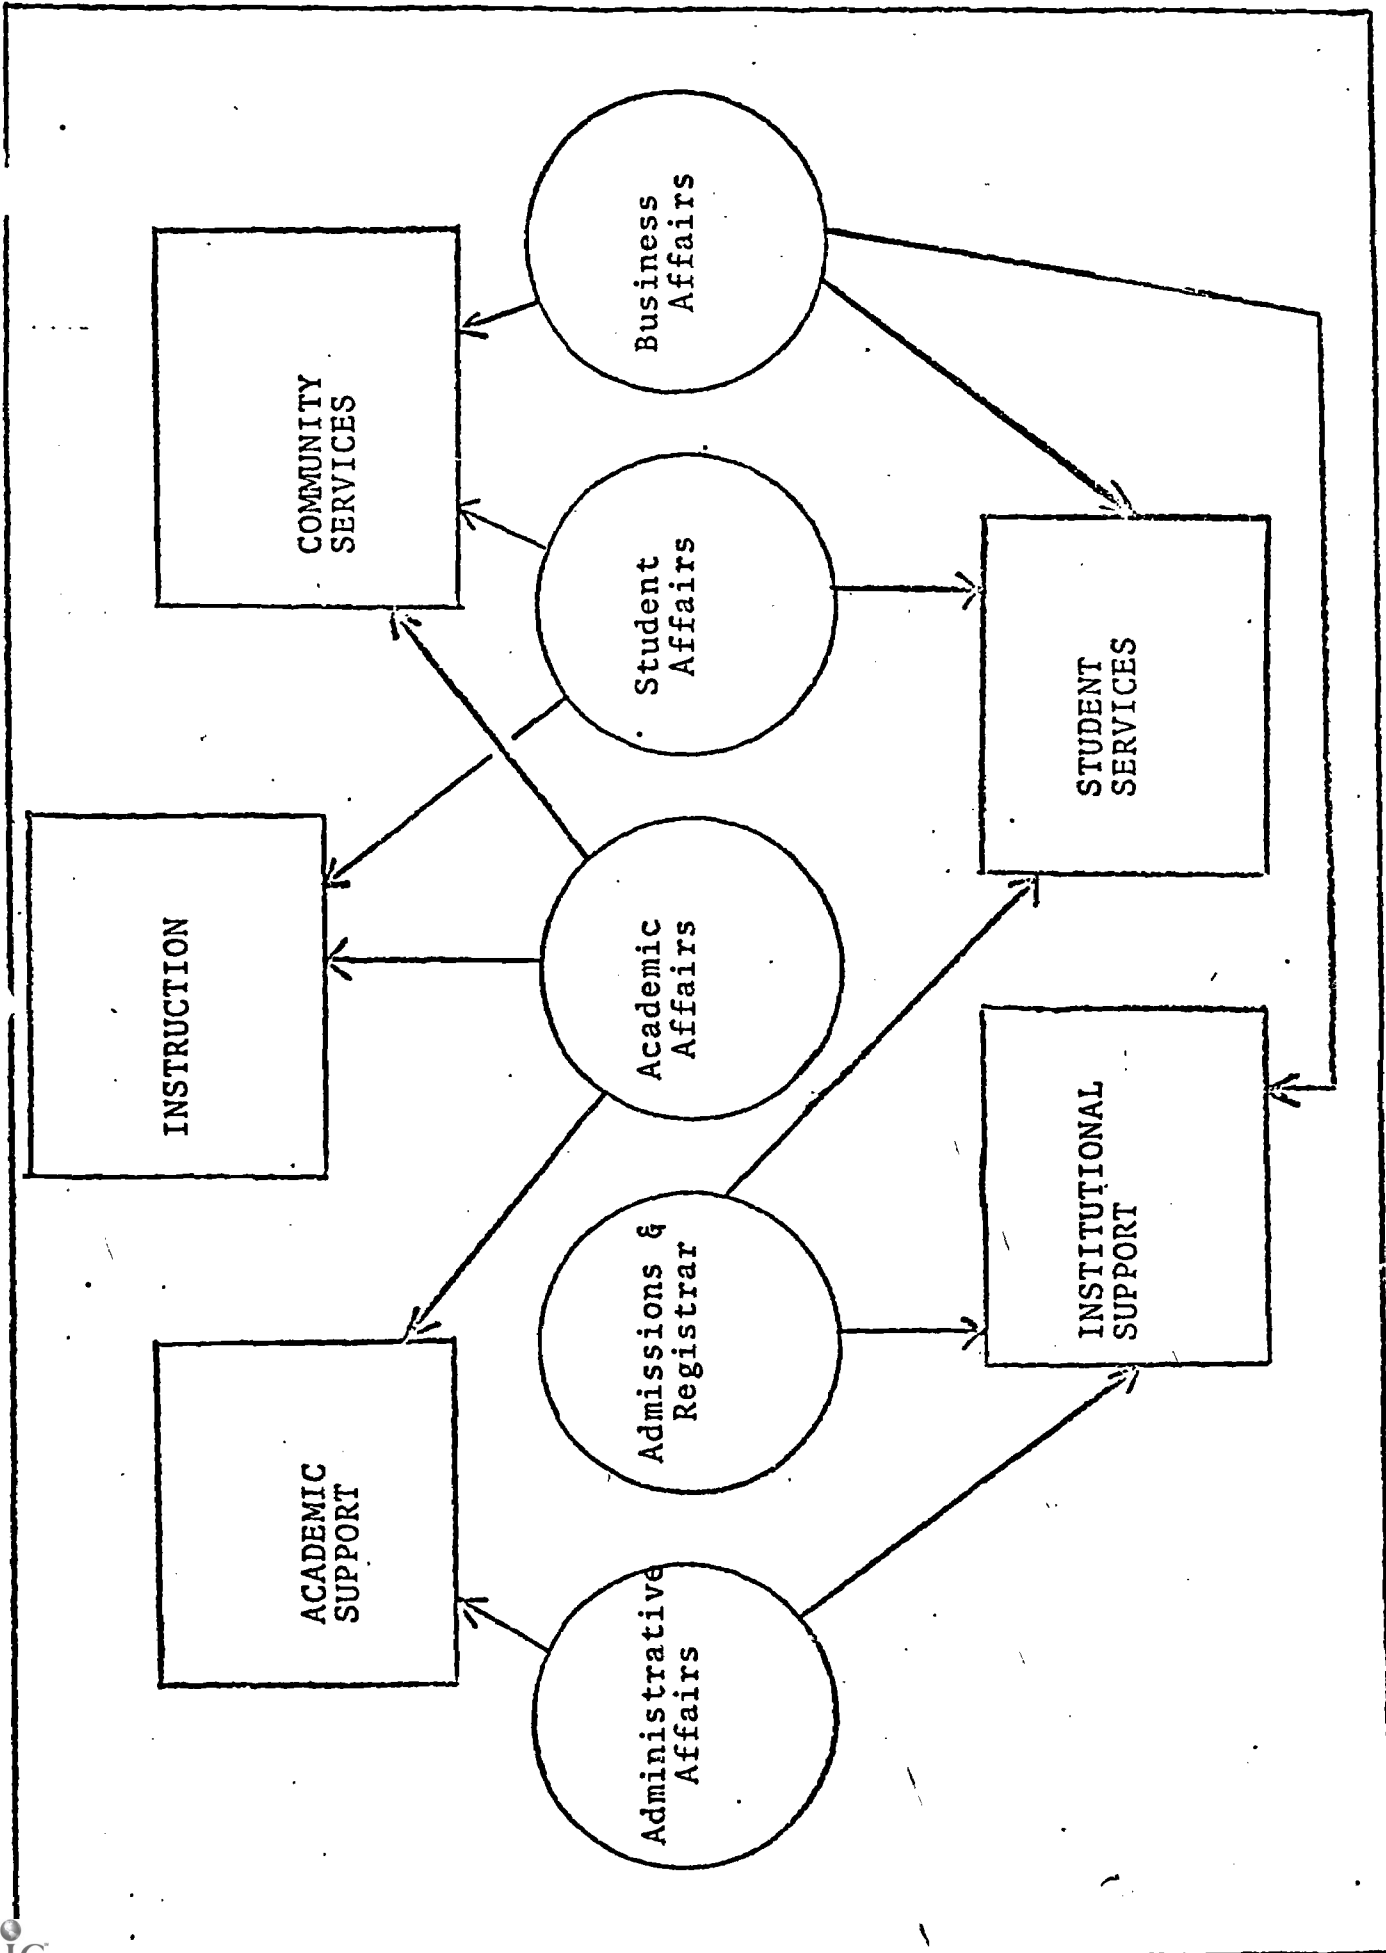 INSTRUCTION
ACADEMIC
SUPPORT
COMMUNITY
SERVICES
Administrative
Affairs
Admissions &
Registrar
Academic
Affairs
Student
Affairs
Business
Affairs
INSTITUTIONAL
SUPPORT
STUDENT
SERVICES